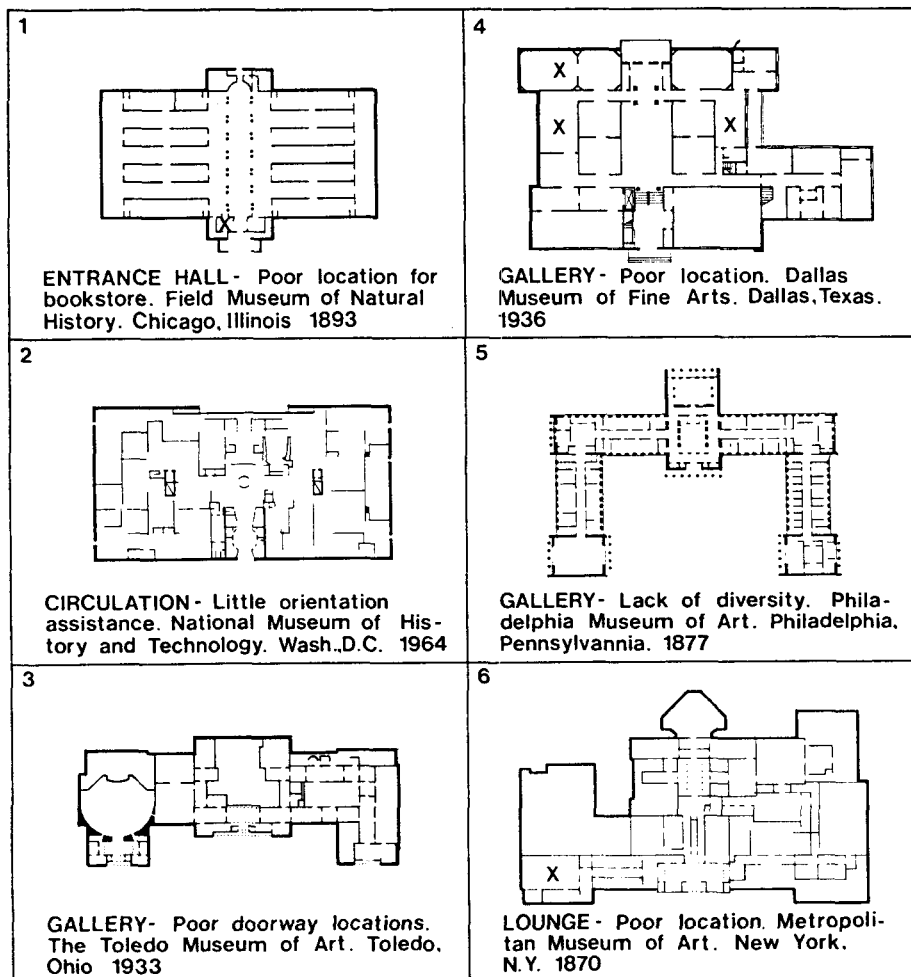 1
X
ENTRANCE HALL- Poor location for
bookstore. Field Museum of Natural
History. Chicago, Illinois 1893
2
CIRCULATION- Little orientation
assistance. National Museum of His-
tory and Technology. Wash.,D.C. 1964
3
GALLERY- Poor doorway locations.
The Toledo Museum of Art. Toledo,
Ohio 1933
4
X
X X
GALLERY- Poor location. Dallas
Museum of Fine Arts. Dallas,Texas.
1936
5
GALLERY- Lack of diversity. Phila-
delphia Museum of Art. Philadelphia,
Pennsylvannia. 1877
6
X
LOUNGE- Poor location. Metropoli-
tan Museum of Art. New York,
N.Y. 1870